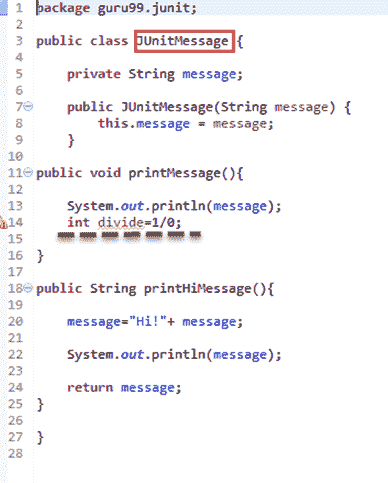 1 package guru99.junit;
2
3 public class JUnitMessage {
4
5 private String message;
6
7 public JUnitMessage(String message) {
8 this.message = message;
9 }
10
11 public void printMessage(){
12
13 System.out.println(message);
14 int divide=1/0;
15
16 }
17
18 public String printHiMessage(){
19
20 message="Hi!"+ message;
21
22 System.out.println(message);
23
24 return message;
25 }
26
27 }
28